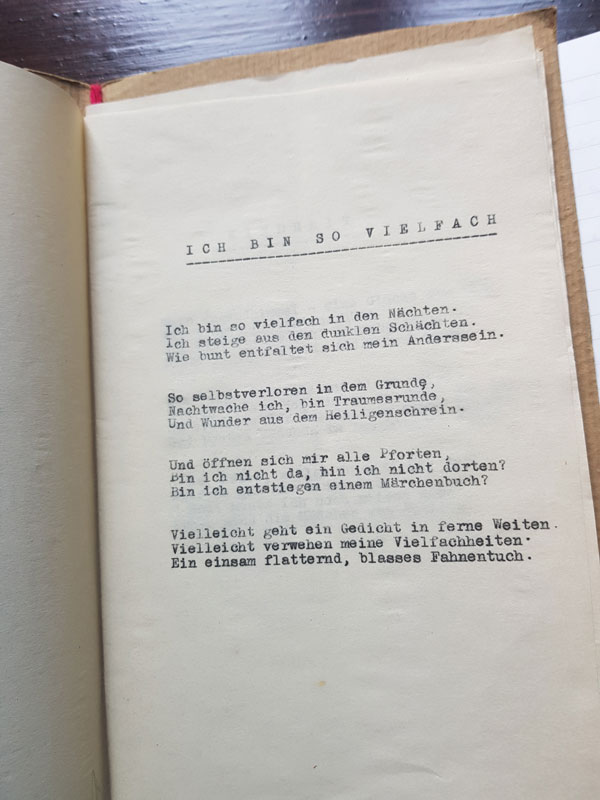 ICH BIN SO VIELFACH
Ich bin so vielfach in den Nächten.
Ich steige aus den dunklen Schächten.
Wie bunt entfaltet sich mein Anderssein.
So selbstverloren in dem Grunde,
Nachtwache ich, bin Traumesrunde,
Und Wunder aus dem Heiligenschrein.
Und öffnen sich mir alle Pforten,
Bin ich nicht da, bin ich nicht dorten?
Bin ich entstiegen einem Märchenbuch?
Vielleicht geht ein Gedicht in ferne Weiten.
Vielleicht verwehen meine Vielfachheiten.
Ein einsam flatternd, blasses Fahnentuch.